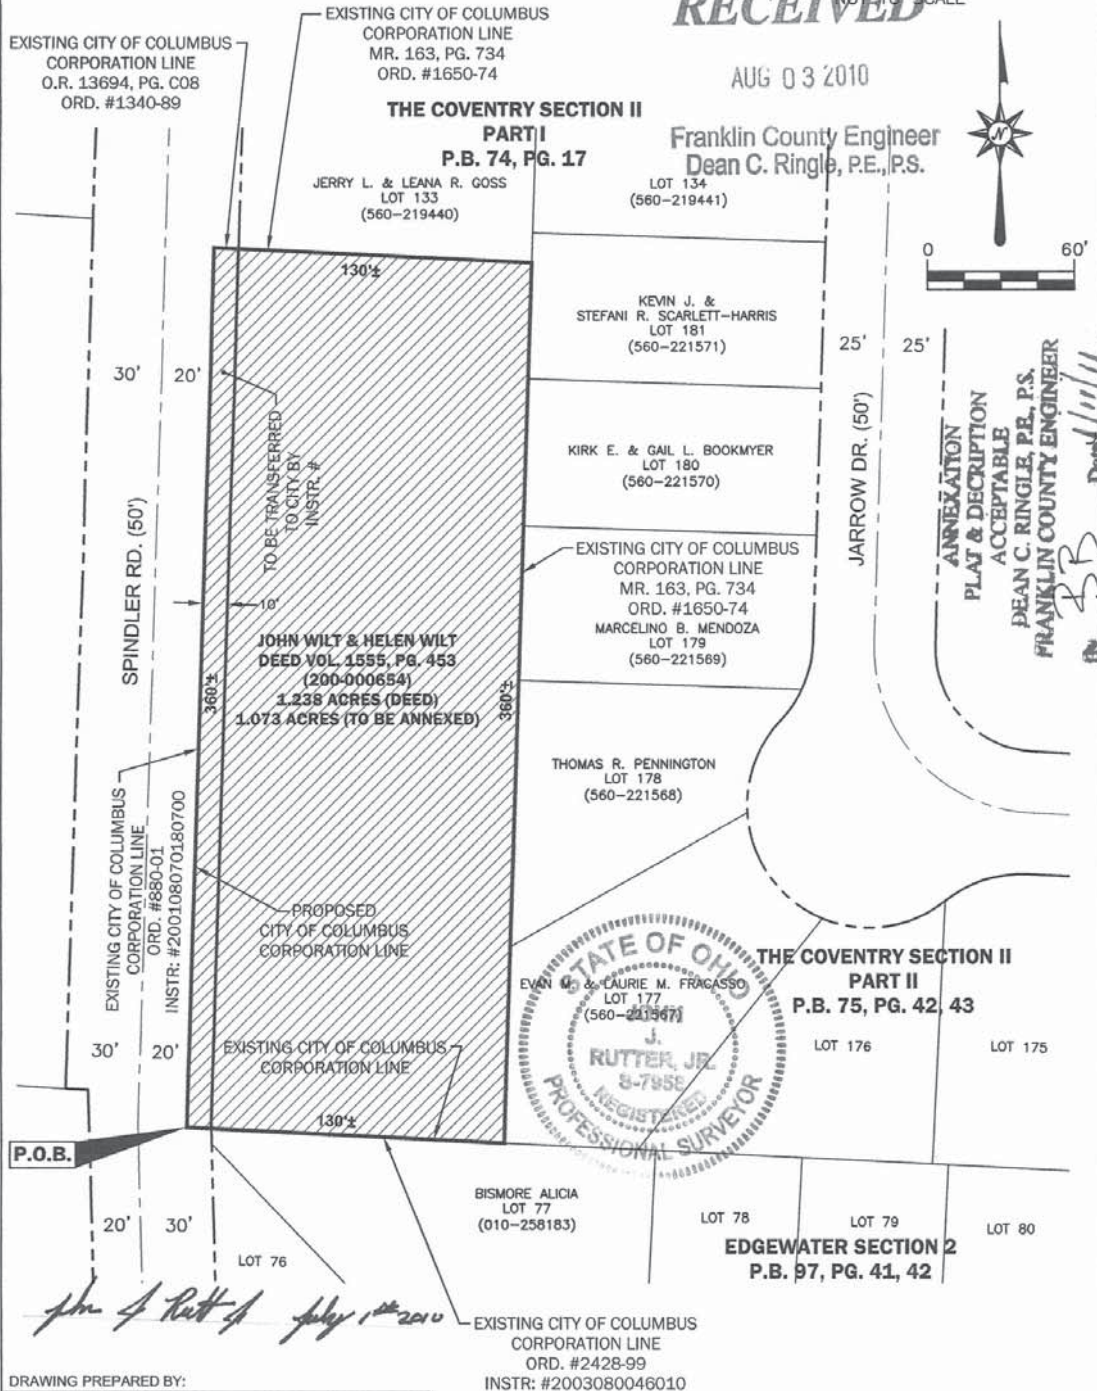 NOT TO SCALE
RECEIVED
AUG 03 2010
Franklin County Engineer
Dean C. Ringle, P.E., P.S.
EXISTING CITY OF COLUMBUS
CORPORATION LINE
O.R. 13694, PG. C08
ORD. #1340-89
EXISTING CITY OF COLUMBUS
CORPORATION LINE
MR. 163, PG. 734
ORD. #1650-74
THE COVENTRY SECTION II
PART I
P.B. 74, PG. 17
JERRY L. & LEANA R. GOSS
LOT 133
(560-219440)
LOT 134
(560-219441)
N
0 60'
130'±
KEVIN J. &
STEFANI R. SCARLETT-HARRIS
LOT 181
(560-221571)
25' 25'
30' 20'
TO BE TRANSFERRED
TO CITY BY
INSTR. #
KIRK E. & GAIL L. BOOKMYER
LOT 180
(560-221570)
JARROW DR. (50')
ANNEXATION
PLAT & DECRIPTION
ACCEPTABLE
DEAN C. RINGLE, P.E., P.S.
FRANKLIN COUNTY ENGINEER
SPINDLER RD. (50')
10'
EXISTING CITY OF COLUMBUS
CORPORATION LINE
MR. 163, PG. 734
ORD. #1650-74
MARCELINO B. MENDOZA
LOT 179
(560-221569)
JOHN WILT & HELEN WILT
DEED VOL. 1555, PG. 453
(200-000654)
1.238 ACRES (DEED)
1.073 ACRES (TO BE ANNEXED)
360'±
360'±
THOMAS R. PENNINGTON
LOT 178
(560-221568)
EXISTING CITY OF COLUMBUS
CORPORATION LINE
ORD. #880-01
INSTR: #200108070180700
PROPOSED
CITY OF COLUMBUS
CORPORATION LINE
THE COVENTRY SECTION II
PART II
P.B. 75, PG. 42, 43
EVAN M. & LAURIE M. FRACASSO
LOT 177
(560-221567)
STATE OF OHIO
JOHN
J.
RUTTER, JR.
S-7958
REGISTERED
PROFESSIONAL SURVEYOR
LOT 176
LOT 175
30' 20'
EXISTING CITY OF COLUMBUS
CORPORATION LINE
130'±
P.O.B.
20' 30'
LOT 76
BISMORE ALICIA
LOT 77
(010-258183)
LOT 78
LOT 79
LOT 80
EDGEWATER SECTION 2
P.B. 97, PG. 41, 42
July 1st 2010
EXISTING CITY OF COLUMBUS
CORPORATION LINE
ORD. #2428-99
INSTR: #2003080046010
DRAWING PREPARED BY: